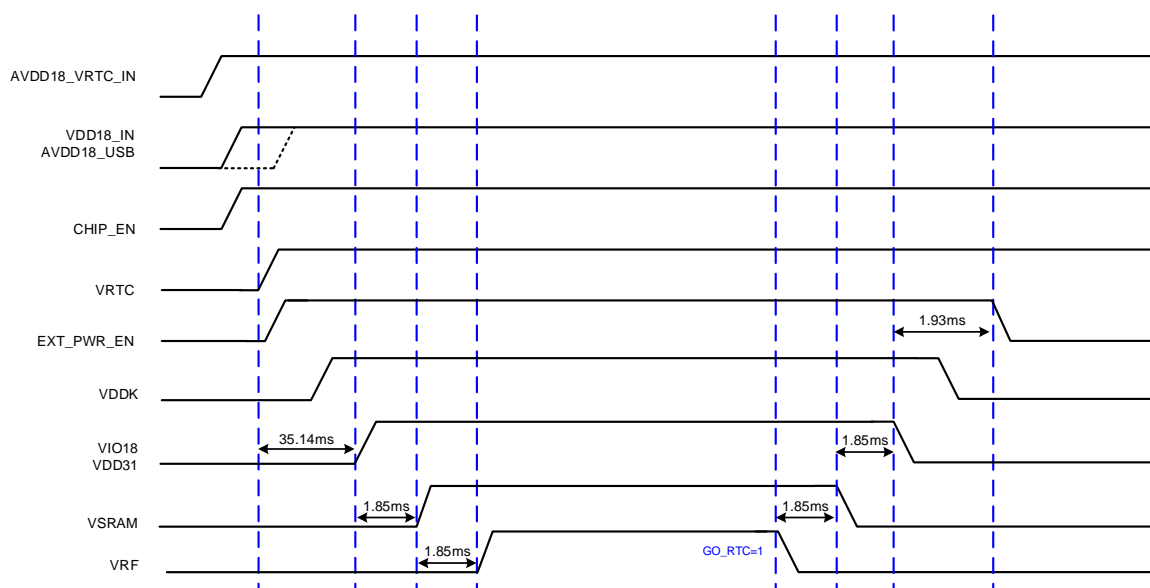 AVDD18_VRTC_IN
VDD18_IN
AVDD18_USB
CHIP_EN
VRTC
EXT_PWR_EN
1.93ms
VDDK
VIO18
VDD31
35.14ms
1.85ms
VSRAM
1.85ms
1.85ms
VRF
1.85ms
GO_RTC=1